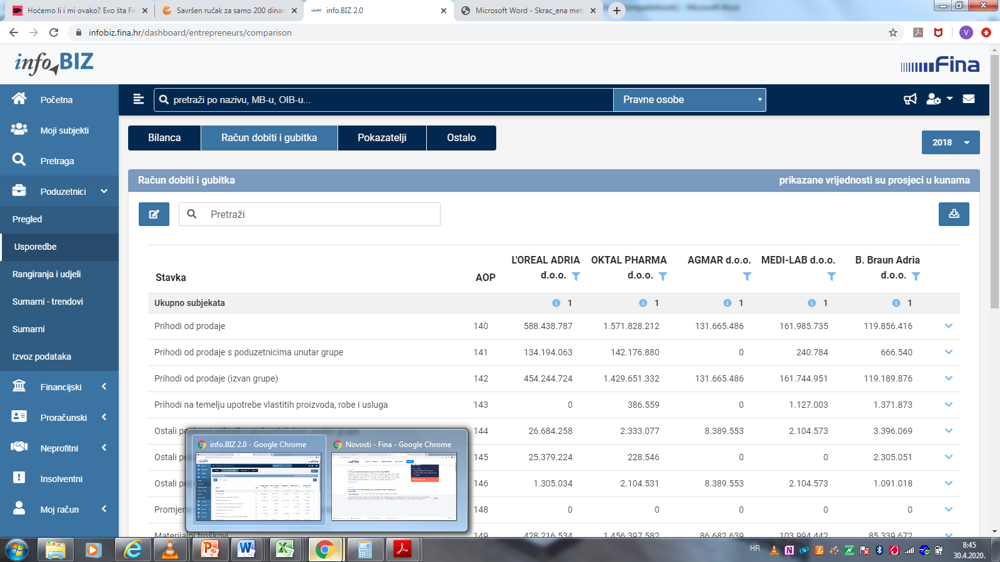 Hoćemo li i mi ovako? Evo šta Fin
Savršen ručak za samo 200 dinar
info.BIZ 2.0
Microsoft Word - Skrac_ena meto
infobiz.fina.hr/dashboard/entrepreneurs/comparison
V
info.BIZ
Fina
Početna
pretraži po nazivu, MB-u, OIB-u...
Pravne osobe
Moji subjekti
Pretraga
Poduzetnici
Pregled
Usporedbe
Rangiranja i udjeli
Sumarni - trendovi
Sumarni
Izvoz podataka
Financijski
Proračunski
Neprofitni
Insolventni
Moj račun
Bilanca
Račun dobiti i gubitka
Pokazatelji
Ostalo
2018
Račun dobiti i gubitka
prikazane vrijednosti su prosjeci u kunama
Pretraži
Stavka AOP L'OREAL ADRIA d.o.o. OKTAL PHARMA d.o.o. AGMAR d.o.o. MEDI-LAB d.o.o. B. Braun Adria d.o.o.
Ukupno subjekata 1 1 1 1 1
Prihodi od prodaje 140 588.438.787 1.571.828.212 131.665.486 161.985.735 119.856.416
Prihodi od prodaje s poduzetnicima unutar grupe 141 134.194.063 142.176.880 0 240.784 666.540
Prihodi od prodaje (izvan grupe) 142 454.244.724 1.429.651.332 131.665.486 161.744.951 119.189.876
Prihodi na temelju upotrebe vlastitih proizvoda, robe i usluga 143 0 386.559 0 1.127.003 1.371.873
Ostali 144 26.684.258 2.333.077 8.389.553 2.104.573 3.396.069
Ostali 145 25.379.224 228.546 0 0 2.305.051
Ostali 146 1.305.034 2.104.531 8.389.553 2.104.573 1.091.018
Promjen 148 0 0 0 0 0
Materijalni troškovi 149 428.216.534 1.456.397.582 86.682.639 103.994.442 85.339.672
info.BIZ 2.0 - Google Chrome
Novosti - Fina - Google Chrome
HR
8:45
30.4.2020.